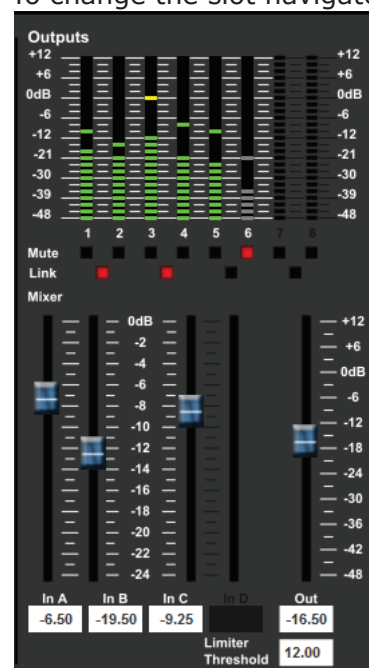 To change the slot navigate
Outputs
+12 +12
+6 +6
0dB 0dB
-6 -6
-12 -12
-21 -21
-30 -30
-39 -39
-48 -48
1 2 3 4 5 6 7 8
Mute
Link
Mixer
0dB +12
-2 +6
-4 0dB
-6 -6
-8 -12
-10 -18
-12 -24
-14 -30
-16 -36
-18 -42
-20 -48
-22
-24
In A In B In C In D Out
-6.50 -19.50 -9.25 -16.50
Limiter
Threshold 12.00